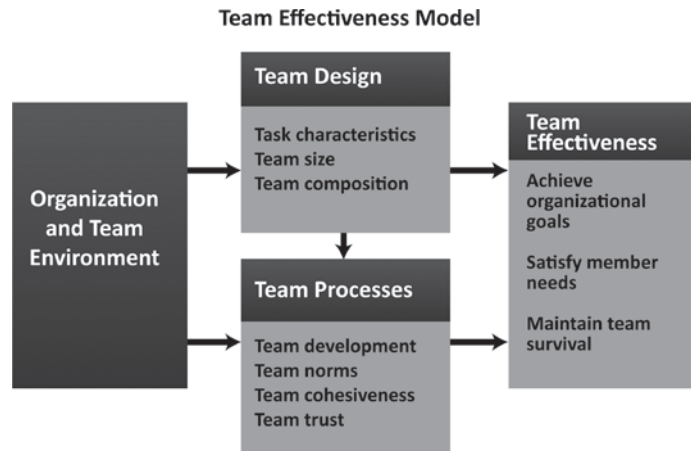 Team Effectiveness Model
Organization
and Team
Environment
Team Design
Task characteristics
Team size
Team composition
Team Processes
Team development
Team norms
Team cohesiveness
Team trust
Team
Effectiveness
Achieve
organizational
goals
Satisfy member
needs
Maintain team
survival